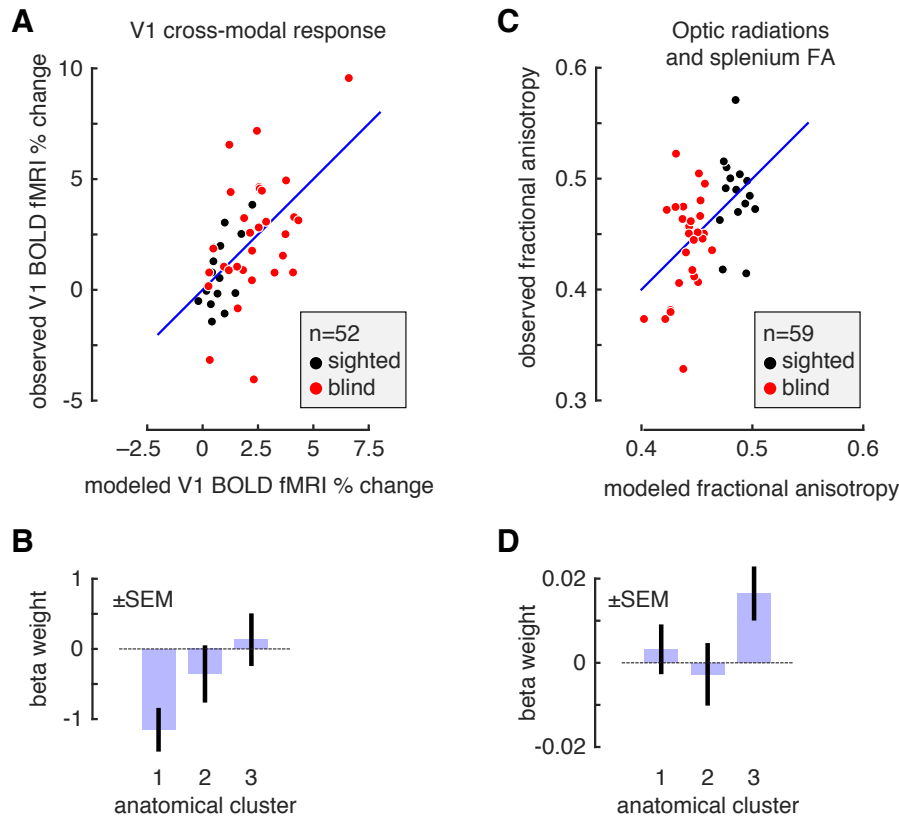 A
V1 cross-modal response
observed V1 BOLD fMRI % change
10
5
0
-5
n=52
sighted
blind
−2.5 0 2.5 5 7.5
modeled V1 BOLD fMRI % change
C
Optic radiations
and splenium FA
observed fractional anisotropy
0.6
0.5
0.4
0.3
n=59
sighted
blind
0.4 0.5 0.6
modeled fractional anisotropy
B
beta weight
1
0
-1
±SEM
1 2 3
anatomical cluster
D
beta weight
0.02
0
-0.02
±SEM
1 2 3
anatomical cluster